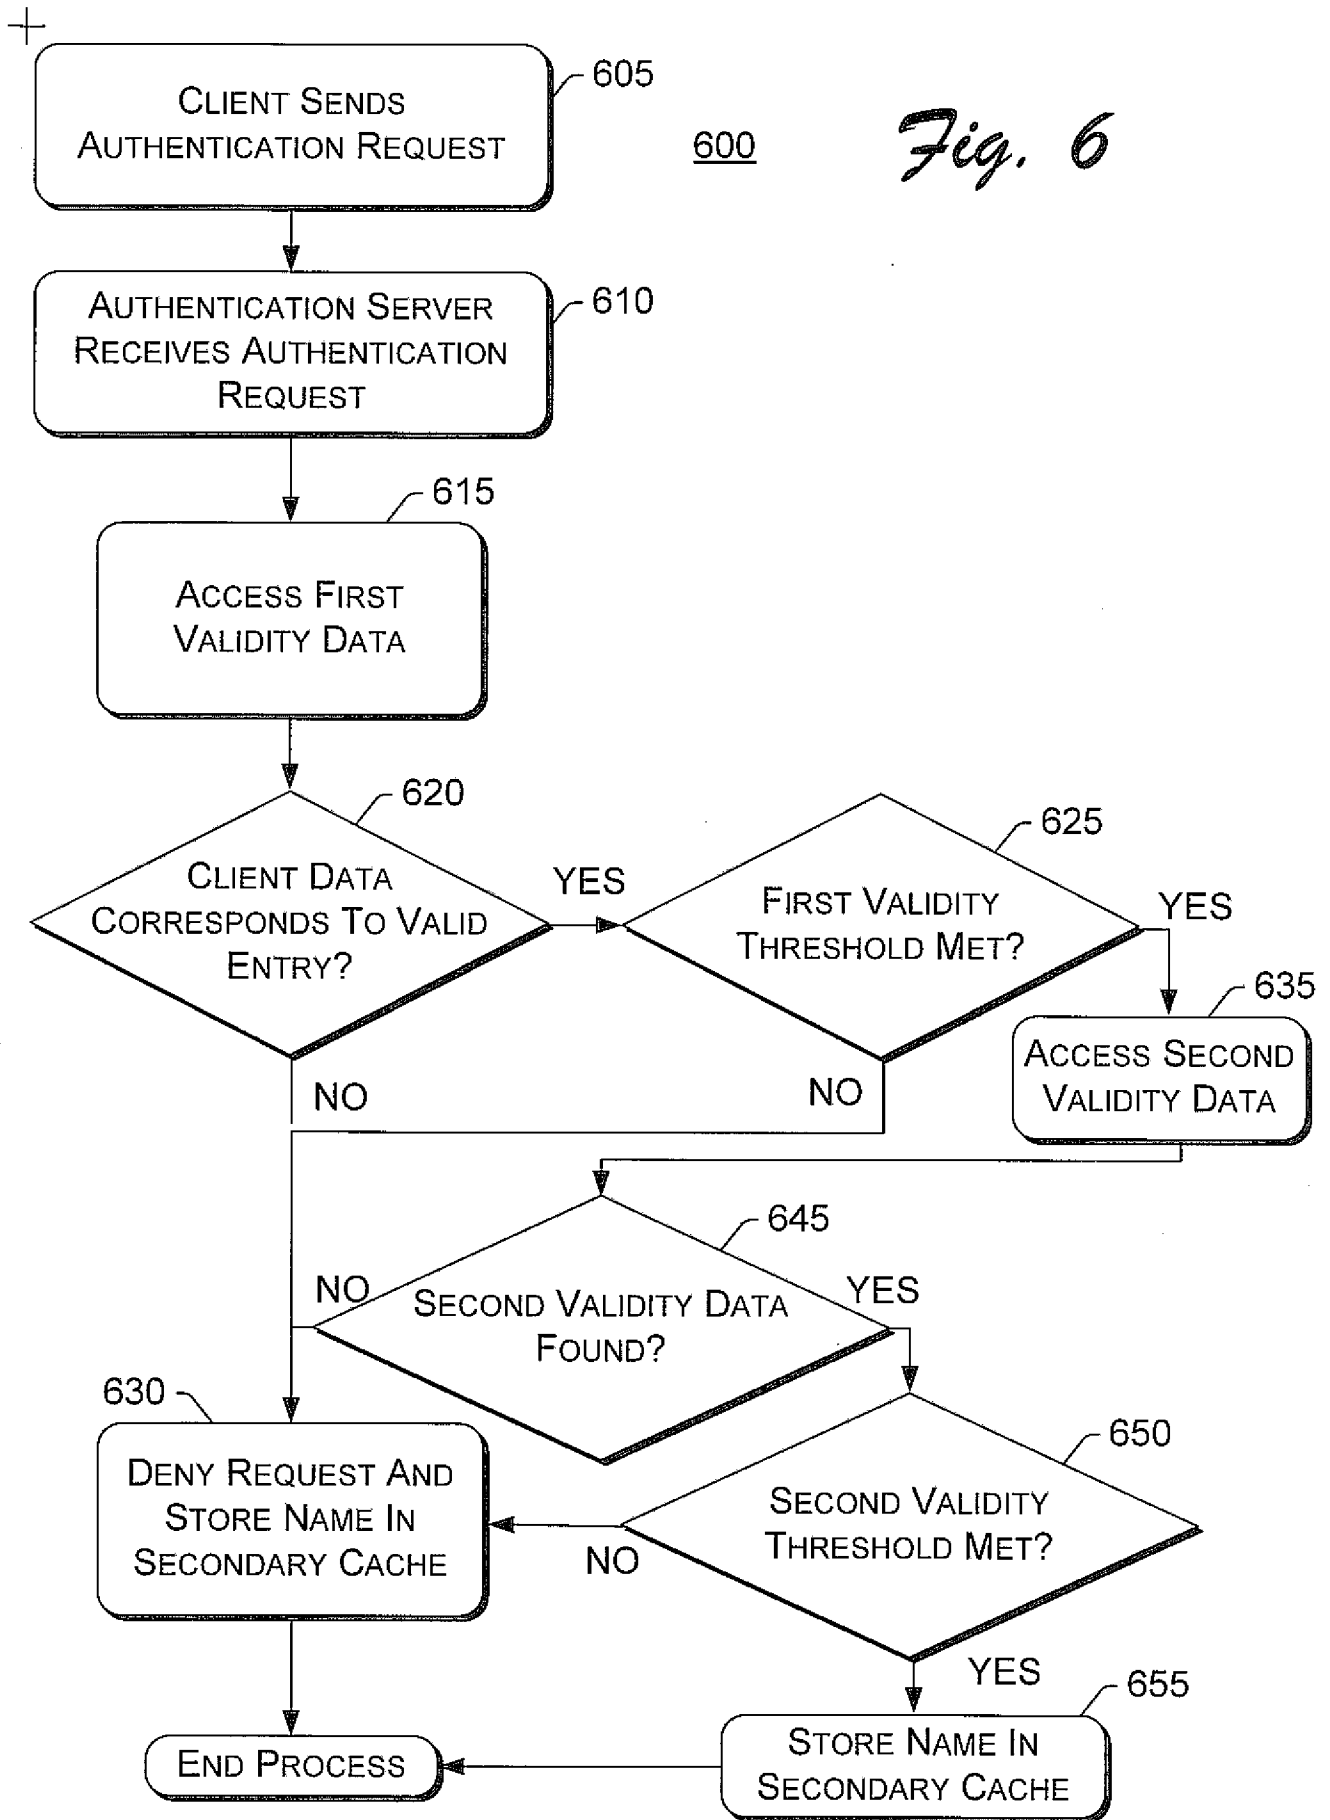 CLIENT SENDS
AUTHENTICATION REQUEST
605
600
Fig. 6
AUTHENTICATION SERVER
RECEIVES AUTHENTICATION
REQUEST
610
615
ACCESS FIRST
VALIDITY DATA
620
CLIENT DATA
CORRESPONDS TO VALID
ENTRY?
YES
625
FIRST VALIDITY
THRESHOLD MET?
YES
635
ACCESS SECOND
VALIDITY DATA
NO
NO
645
NO
SECOND VALIDITY DATA
FOUND?
YES
630
DENY REQUEST AND
STORE NAME IN
SECONDARY CACHE
650
SECOND VALIDITY
THRESHOLD MET?
NO
YES
655
STORE NAME IN
SECONDARY CACHE
END PROCESS